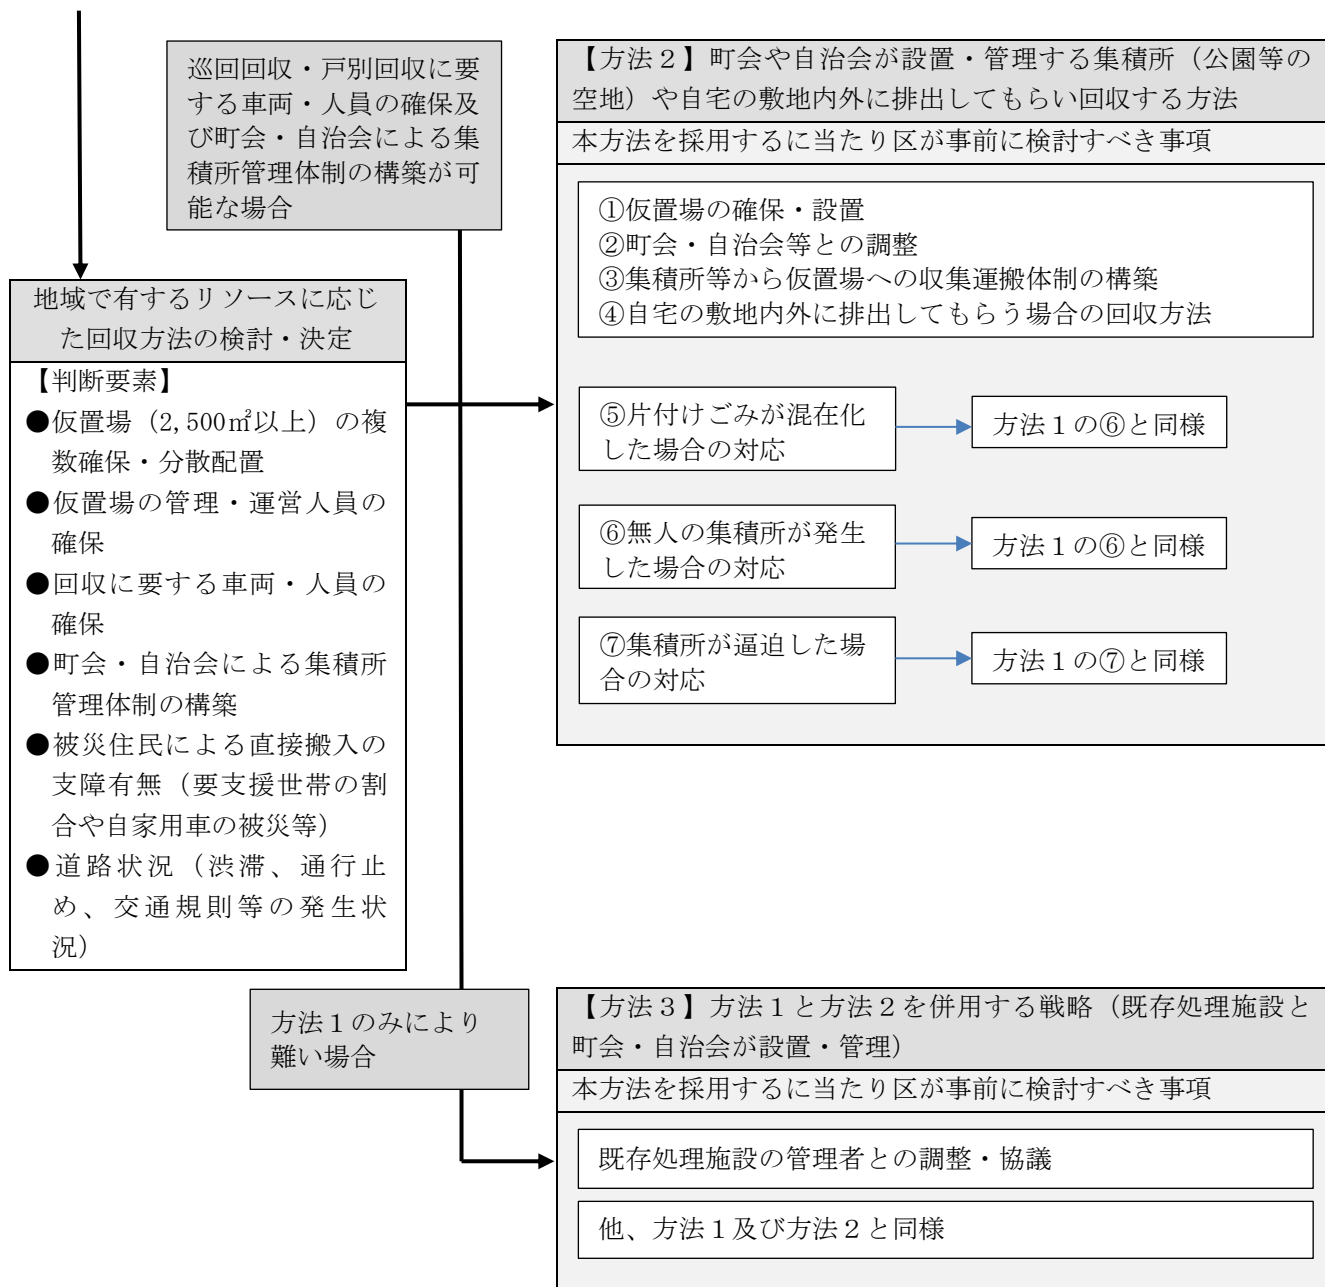 巡回回収・戸別回収に要
する車両・人員の確保及
び町会・自治会による集
積所管理体制の構築が可
能な場合
地域で有するリソースに応じ
た回収方法の検討・決定
【判断要素】
●仮置場（2,500㎡以上）の複
数確保・分散配置
●仮置場の管理・運営人員の
確保
●回収に要する車両・人員の
確保
●町会・自治会による集積所
管理体制の構築
●被災住民による直接搬入の
支障有無（要支援世帯の割
合や自家用車の被災等）
●道路状況（渋滞、通行止
め、交通規則等の発生状
況）
【方法２】町会や自治会が設置・管理する集積所（公園等の
空地）や自宅の敷地内外に排出してもらい回収する方法
本方法を採用するに当たり区が事前に検討すべき事項
①仮置場の確保・設置
②町会・自治会等との調整
③集積所等から仮置場への収集運搬体制の構築
④自宅の敷地内外に排出してもらう場合の回収方法
⑤片付けごみが混在化
した場合の対応
方法１の⑥と同様
⑥無人の集積所が発生
した場合の対応
方法１の⑥と同様
⑦集積所が逼迫した場
合の対応
方法１の⑦と同様
方法１のみにより
難い場合
【方法３】方法１と方法２を併用する戦略（既存処理施設と
町会・自治会が設置・管理）
本方法を採用するに当たり区が事前に検討すべき事項
既存処理施設の管理者との調整・協議
他、方法１及び方法２と同様